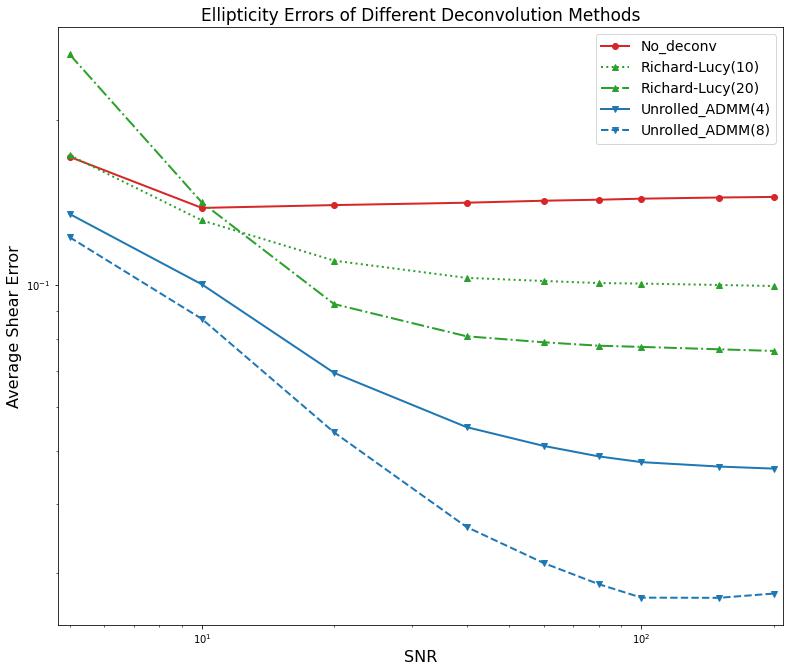 Ellipticity Errors of Different Deconvolution Methods
No_deconv
Richard-Lucy(10)
Richard-Lucy(20)
Unrolled_ADMM(4)
Unrolled_ADMM(8)
Average Shear Error
10⁻¹
10¹
10²
SNR